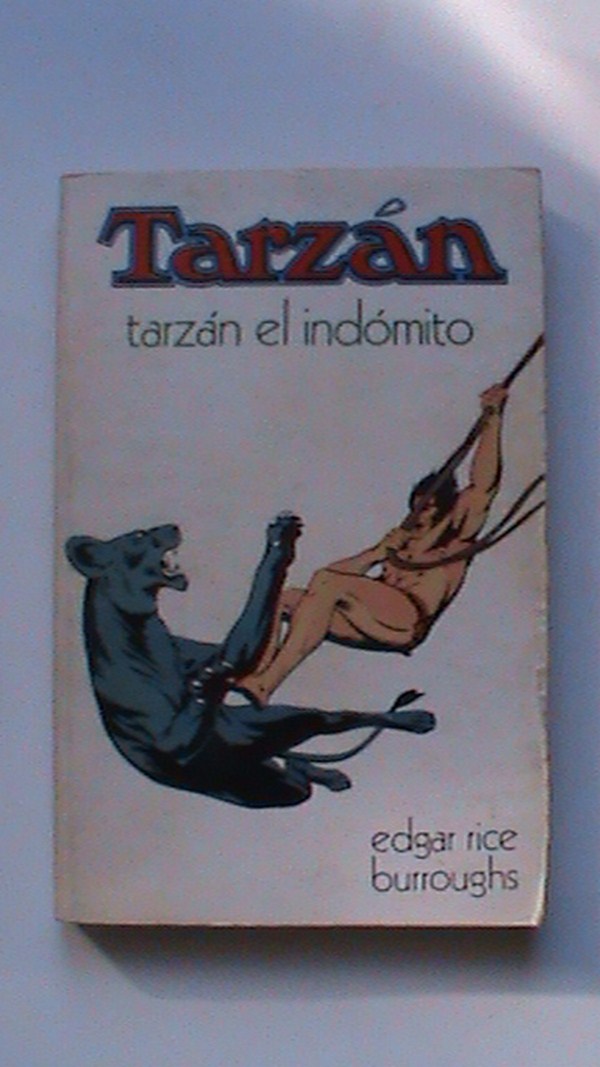 Tarzán
tarzán el indómito
edgar rice
burroughs